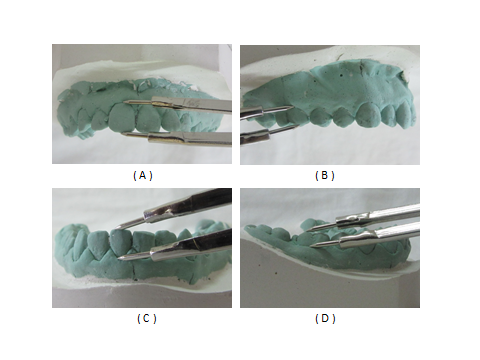 ( A )
( B )
( C )
( D )